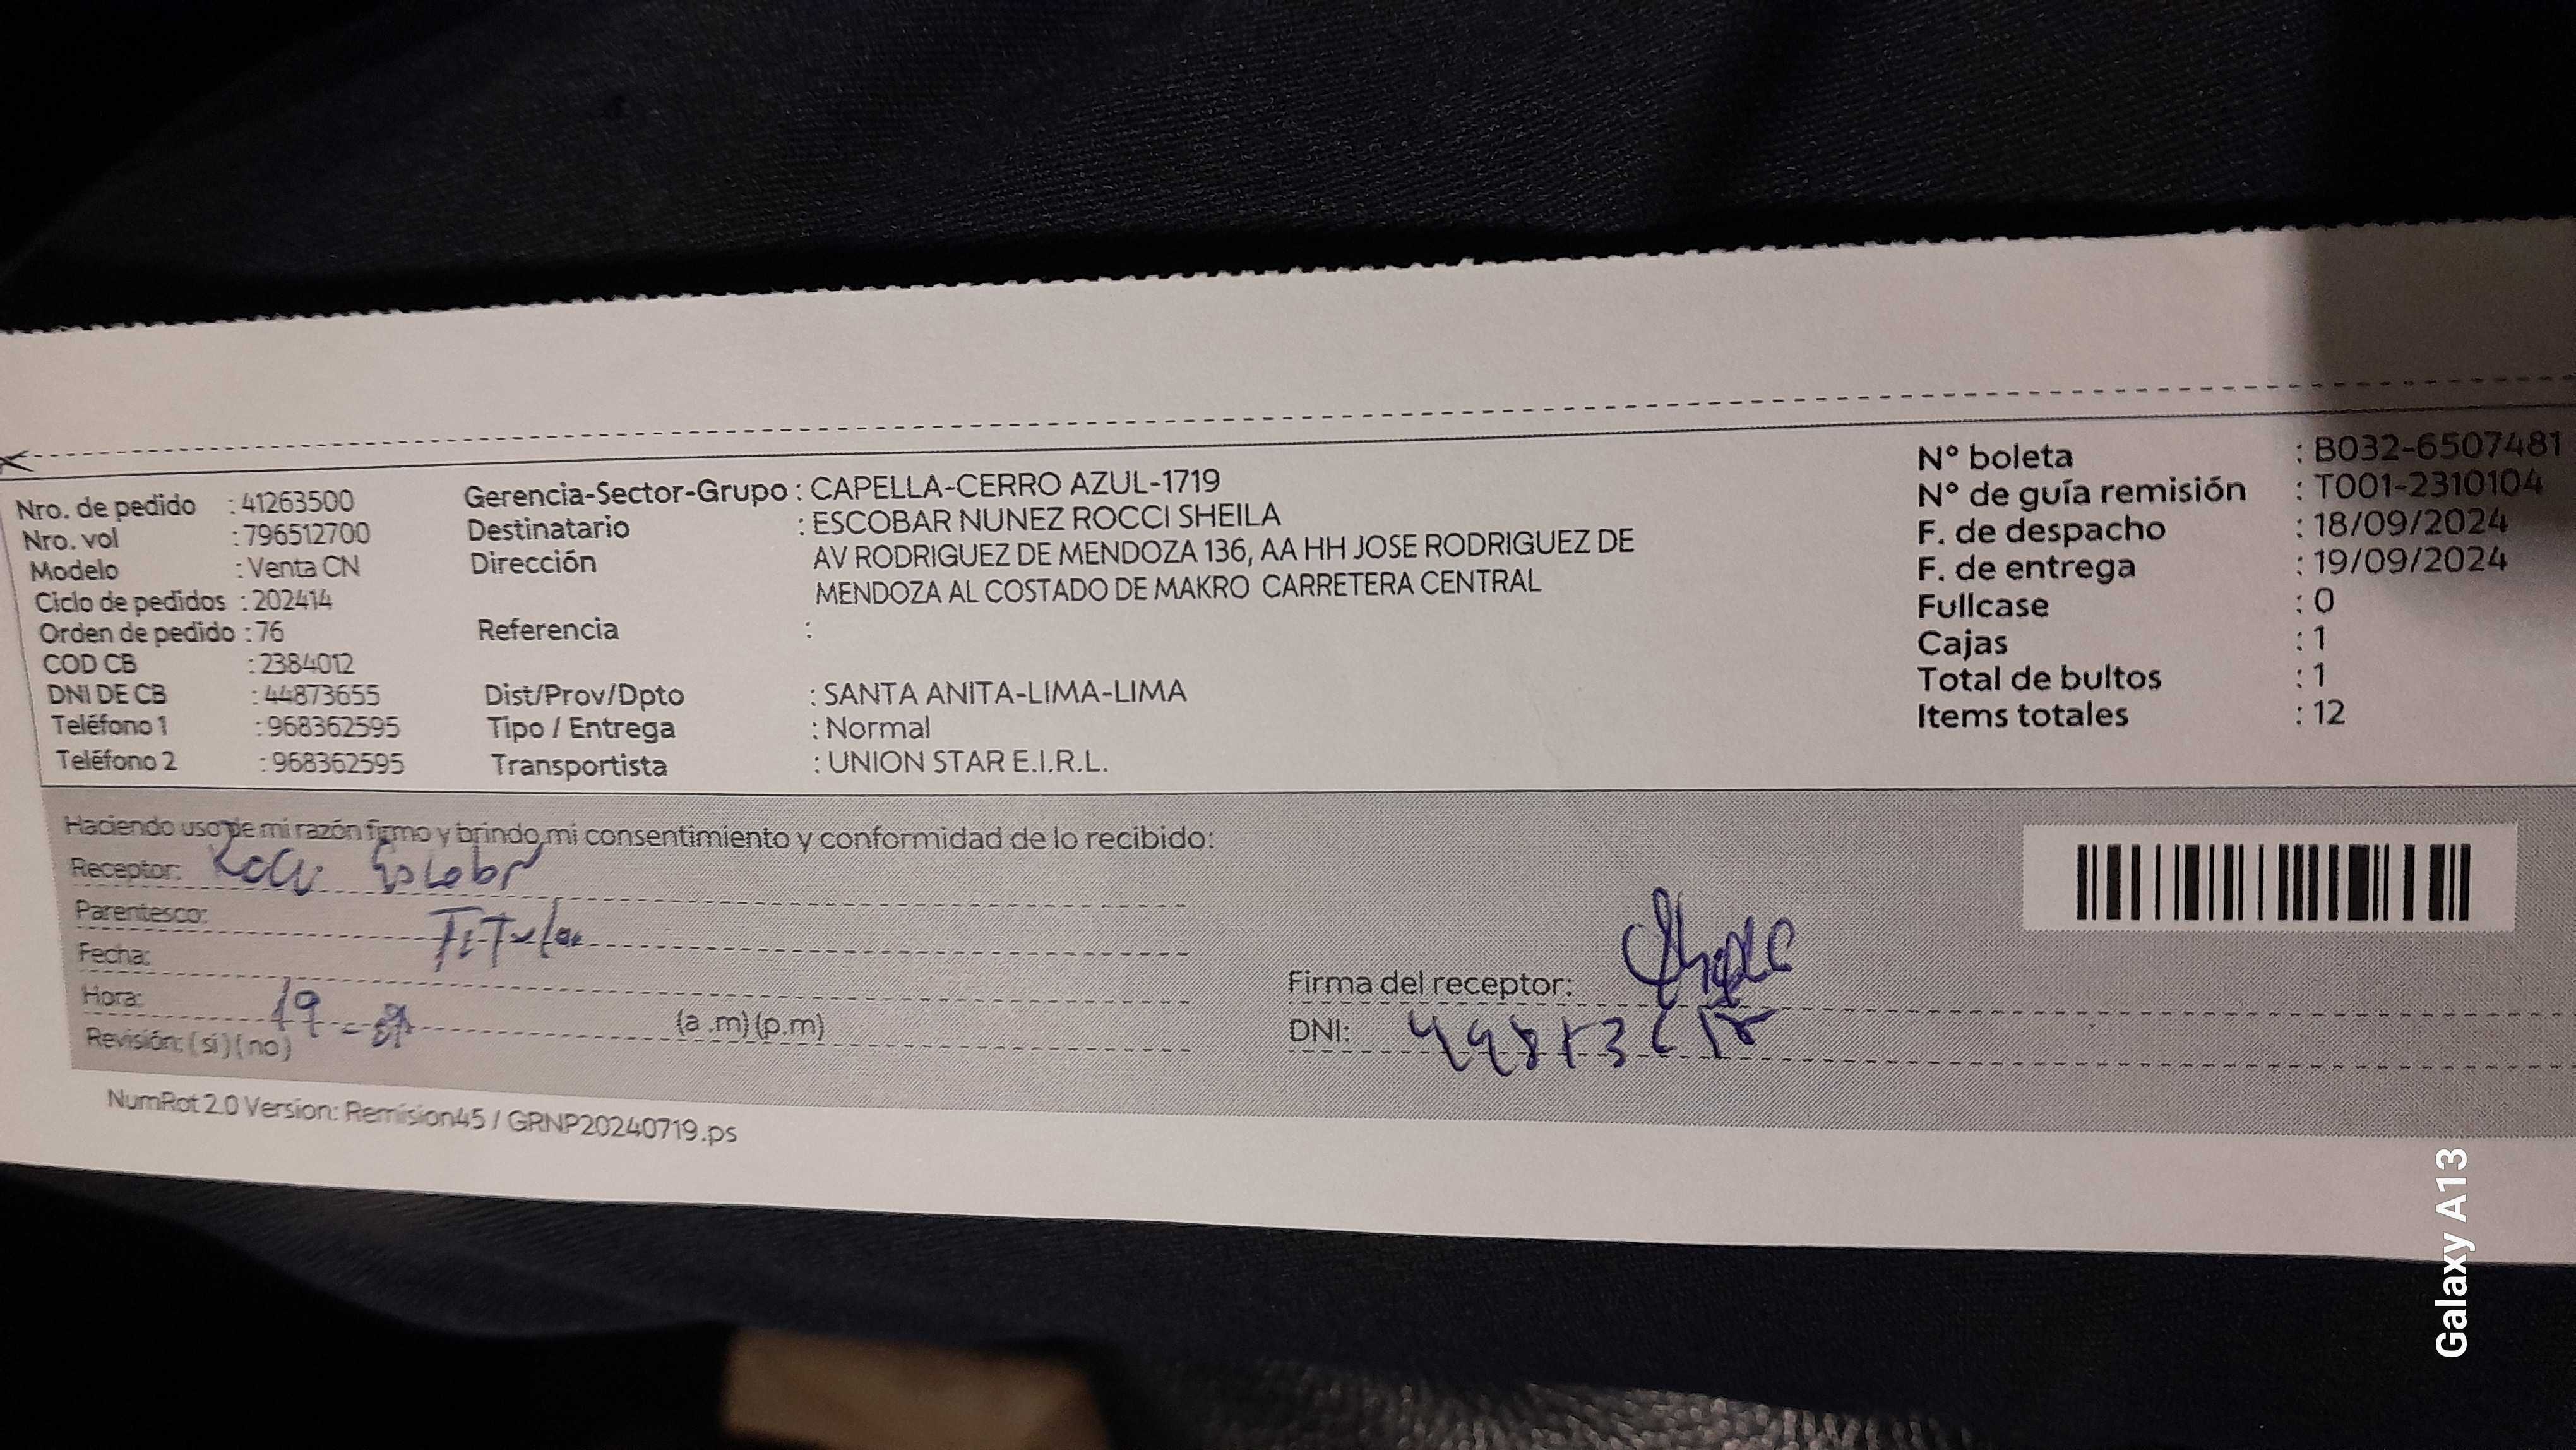 Nro. de pedido : 41263500
Nro. vol : 796512700
Modelo : Venta CN
Ciclo de pedidos : 202414
Orden de pedido : 76
COD CB : 2384012
DNI DE CB : 44873655
Teléfono 1 : 968362595
Teléfono 2 : 968362595
Gerencia-Sector-Grupo : CAPELLA-CERRO AZUL-1719
Destinatario : ESCOBAR NUNEZ ROCCI SHEILA
Dirección AV RODRIGUEZ DE MENDOZA 136, AA HH JOSE RODRIGUEZ DE
MENDOZA AL COSTADO DE MAKRO CARRETERA CENTRAL
Referencia :
Dist/Prov/Dpto : SANTA ANITA-LIMA-LIMA
Tipo / Entrega : Normal
Transportista : UNION STAR E.I.R.L.
N° boleta : B032-6507481
N° de guía remisión : T001-2310104
F. de despacho : 18/09/2024
F. de entrega : 19/09/2024
Fullcase : 0
Cajas : 1
Total de bultos : 1
Items totales : 12
Haciendo uso de mi razón firmo y brindo mi consentimiento y conformidad de lo recibido:
Receptor: Rocci Escobar
Parentesco: Titular
Fecha:
Hora: 19 (a .m)(p.m)
Revisión: (si)(no)
Firma del receptor:
DNI:
NumRot 2.0 Version: Remision45 / GRNP20240719.ps
Galaxy A13